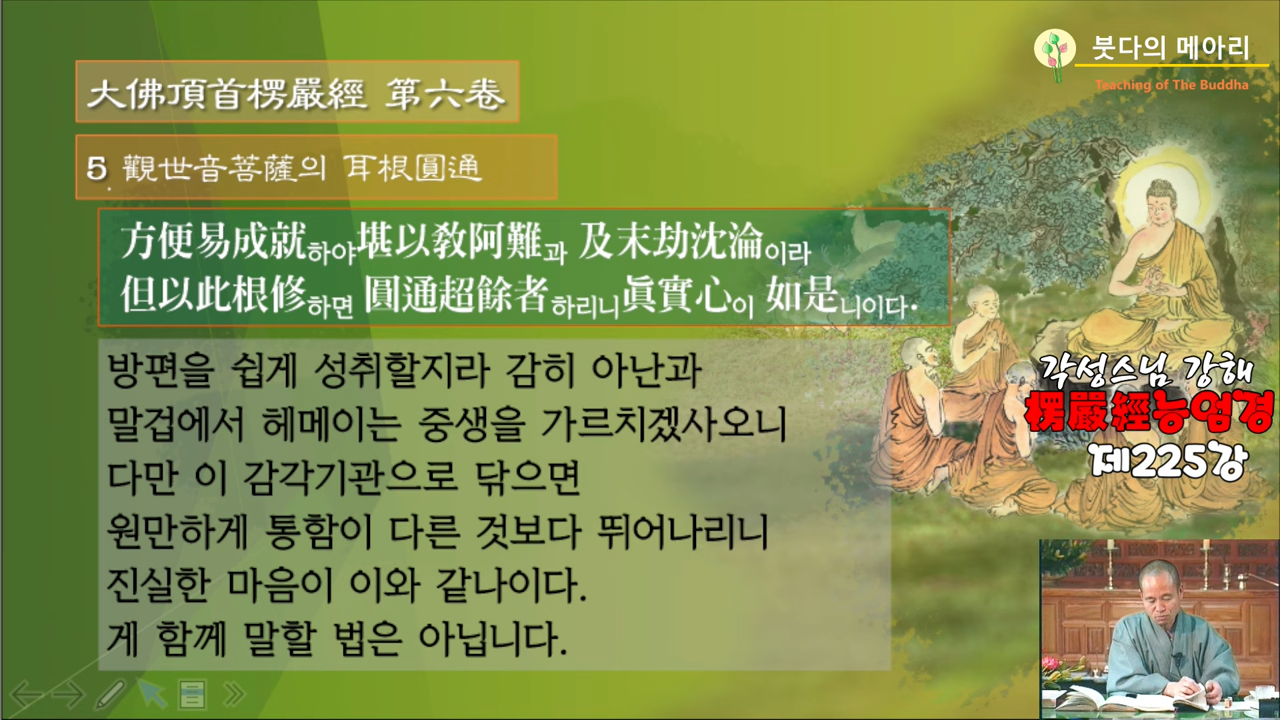 大佛頂首楞嚴經 第六卷
5. 觀世音菩薩의 耳根圓通
方便易成就하야堪以敎阿難과 及末劫沈淪이라
但以此根修하면 圓通超餘者하리니眞實心이 如是니이다.
방편을 쉽게 성취할지라 감히 아난과
말겁에서 헤메이는 중생을 가르치겠사오니
다만 이 감각기관으로 닦으면
원만하게 통함이 다른 것보다 뛰어나리니
진실한 마음이 이와 같나이다.
게 함께 말할 법은 아닙니다.
붓다의 메아리
Teaching of The Buddha
각성스님 강해
楞嚴經능엄경
제225강